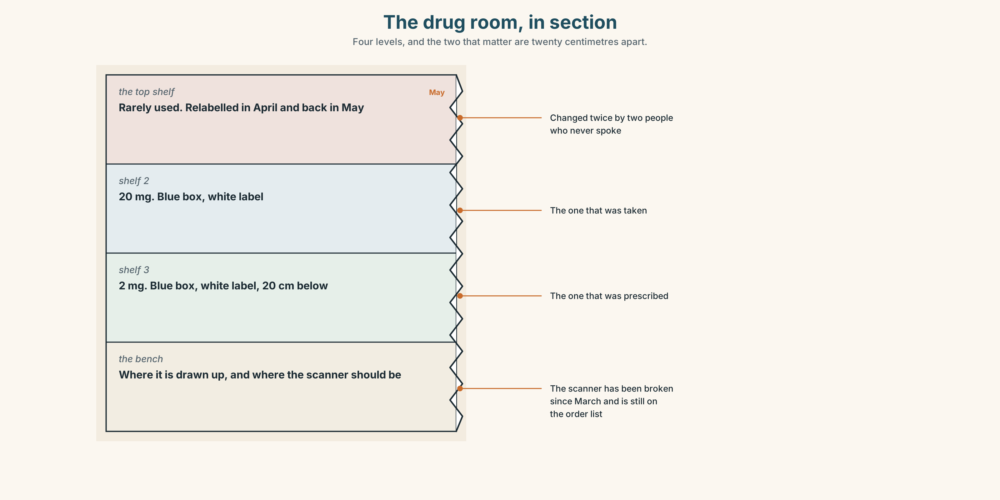 The drug room, in section
Four levels, and the two that matter are twenty centimetres apart.
the top shelf
May
Rarely used. Relabelled in April and back in May
Changed twice by two people
who never spoke
shelf 2
20 mg. Blue box, white label
The one that was taken
shelf 3
2 mg. Blue box, white label, 20 cm below
The one that was prescribed
the bench
Where it is drawn up, and where the scanner should be
The scanner has been broken
since March and is still on
the order list